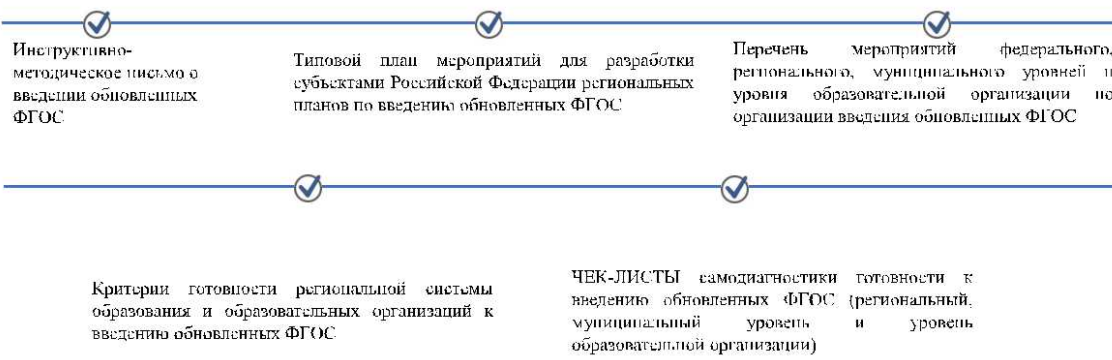 Инструктивно-
методическое письмо о
введении обновленных
ФГОС
Типовой план мероприятий для разработки
субъектами Российской Федерации региональных
планов по введению обновленных ФГОС
Перечень мероприятий федерального,
регионального, муниципального уровней и
уровня образовательной организации по
организации введения обновленных ФГОС
Критерии готовности региональной системы
образования и образовательных организаций к
введению обновленных ФГОС
ЧЕК-ЛИСТЫ самодиагностики готовности к
введению обновленных ФГОС (региональный,
муниципальный уровень и уровень
образовательной организации)